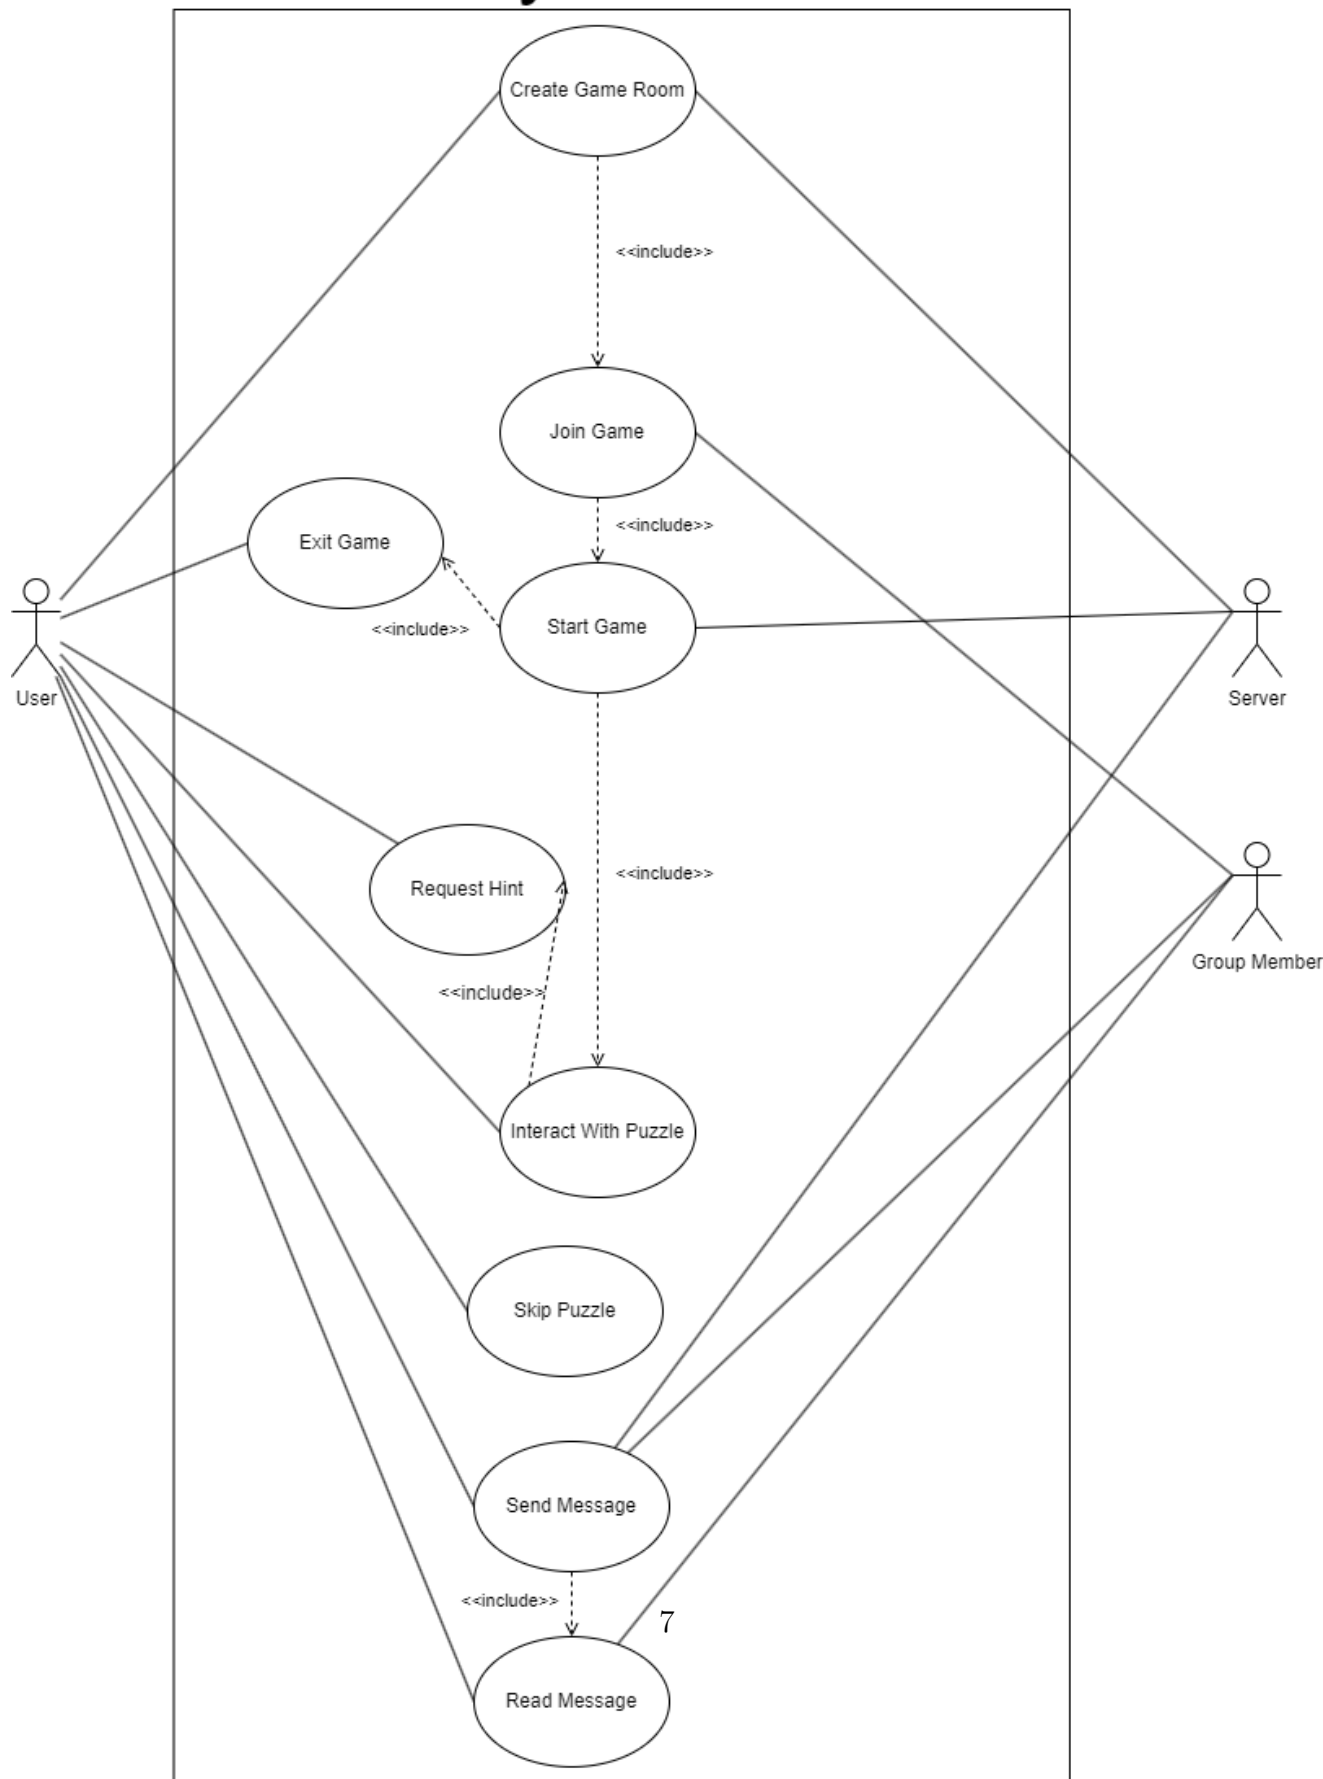 Create Game Room
<<include>>
Join Game
<<include>>
Exit Game
Start Game
<<include>>
User
Server
<<include>>
Request Hint
Group Member
<<include>>
Interact With Puzzle
Skip Puzzle
Send Message
<<include>>
7
Read Message